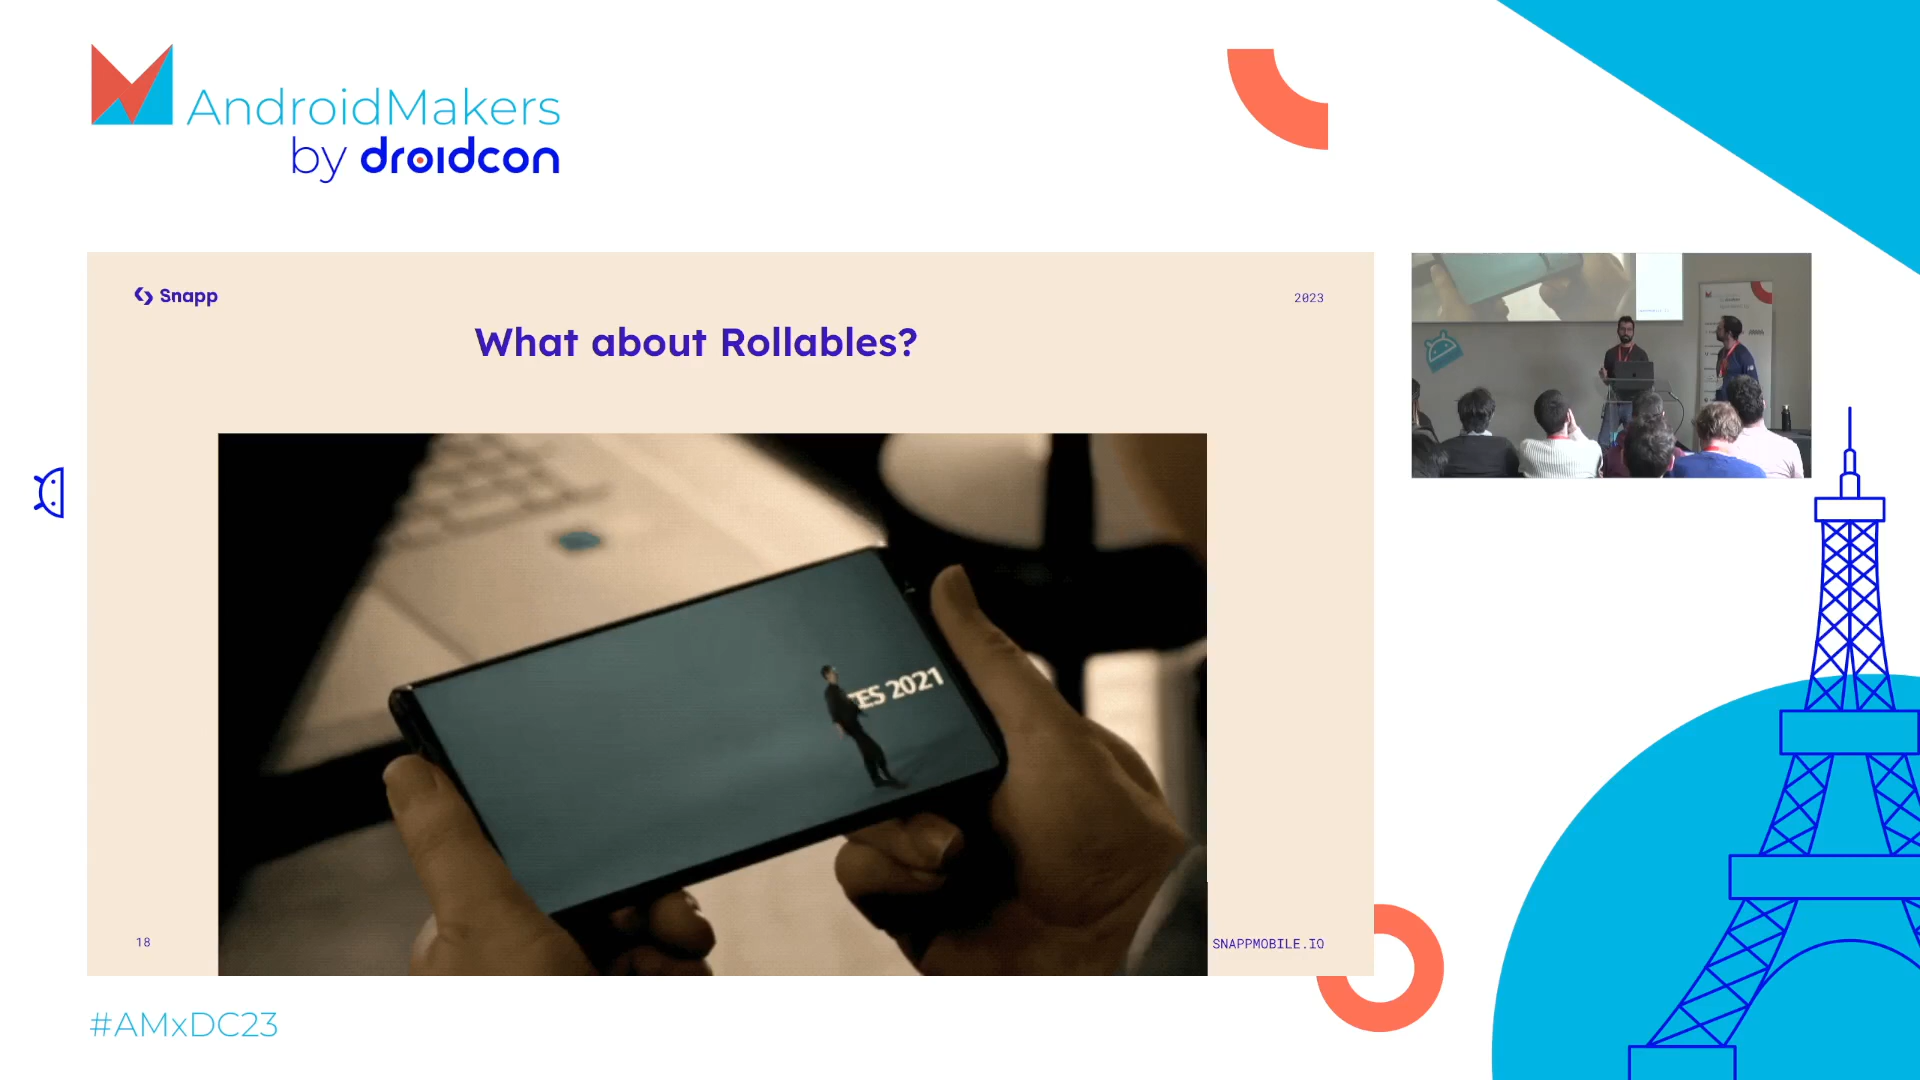 AndroidMakers
by droidcon
Snapp
2023
What about Rollables?
ES 2021
18
SNAPPMOBILE.IO
#AMxDC23